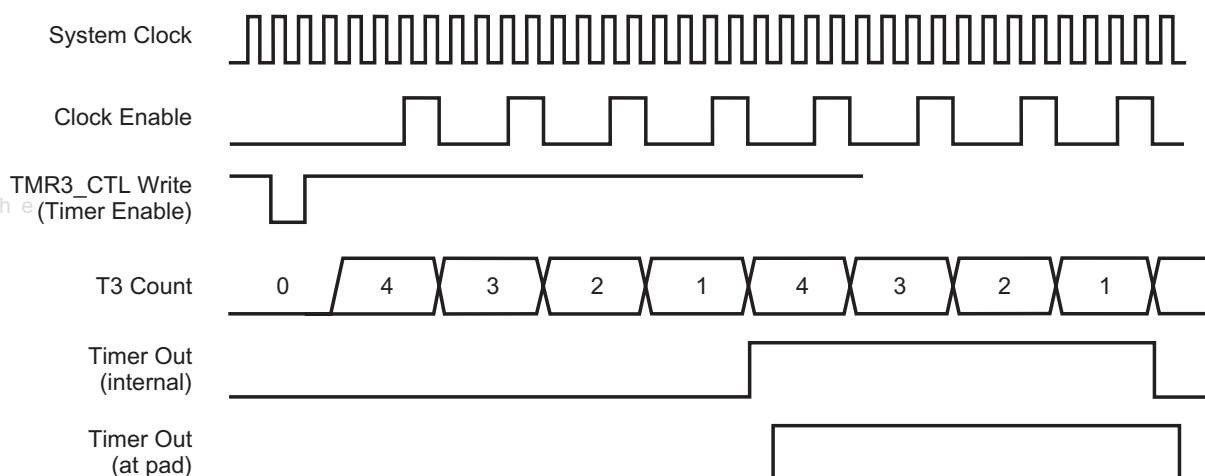 System Clock
Clock Enable
TMR3_CTL Write
h e (Timer Enable)
T3 Count 0 4 3 2 1 4 3 2 1
Timer Out
(internal)
Timer Out
(at pad)